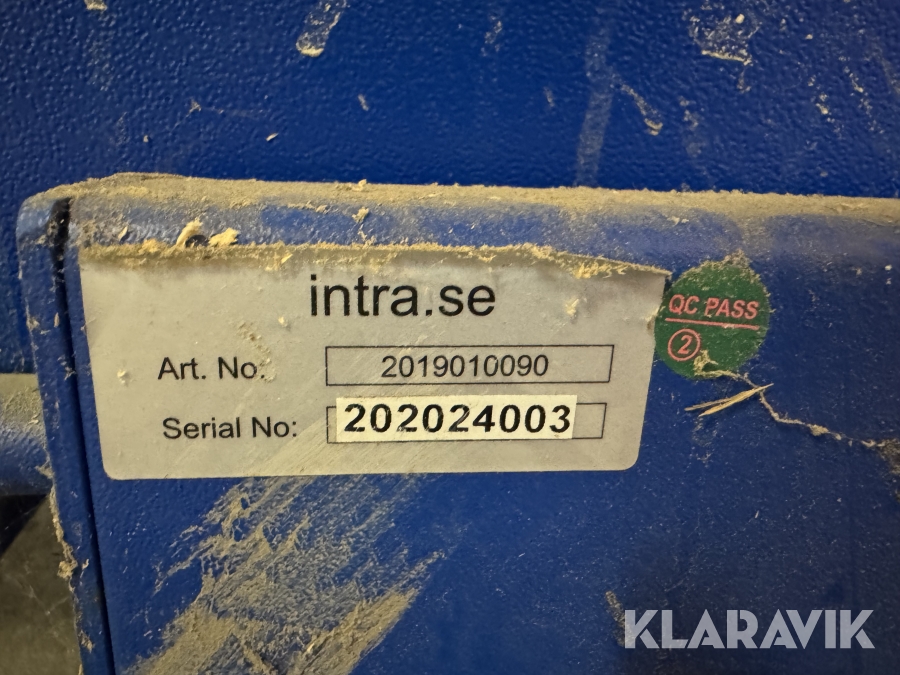 intra.se
Art. No: 2019010090
Serial No: 202024003
QC PASS
2
KLARAVIK